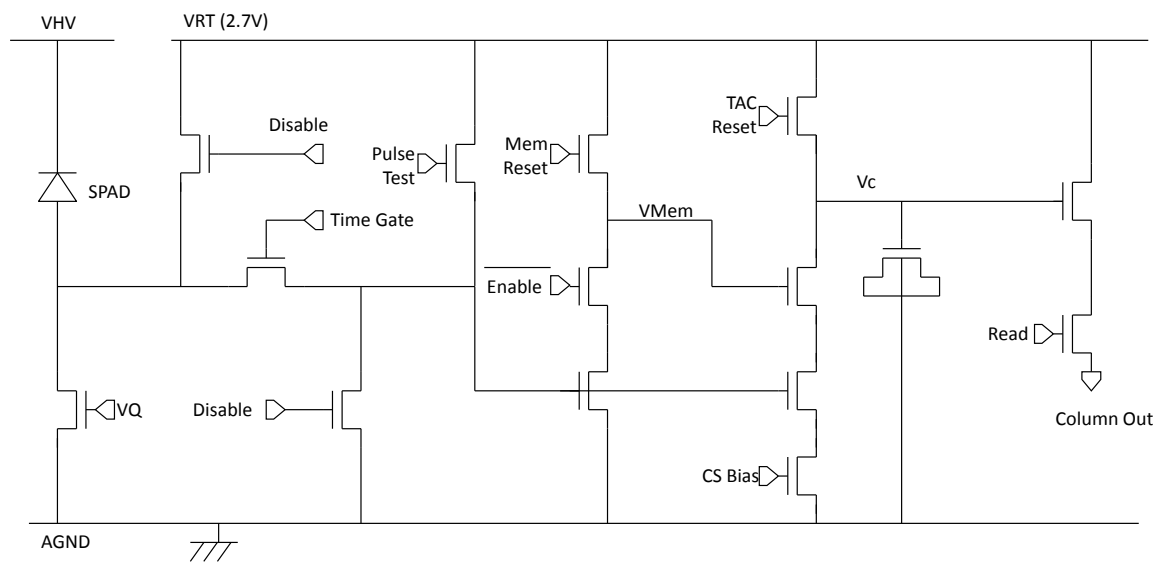 VHV
VRT (2.7V)
TAC
Reset
Disable
Pulse
Test
Mem
Reset
SPAD
Vc
Time Gate
VMem
Enable
Read
VQ
Disable
Column Out
CS Bias
AGND